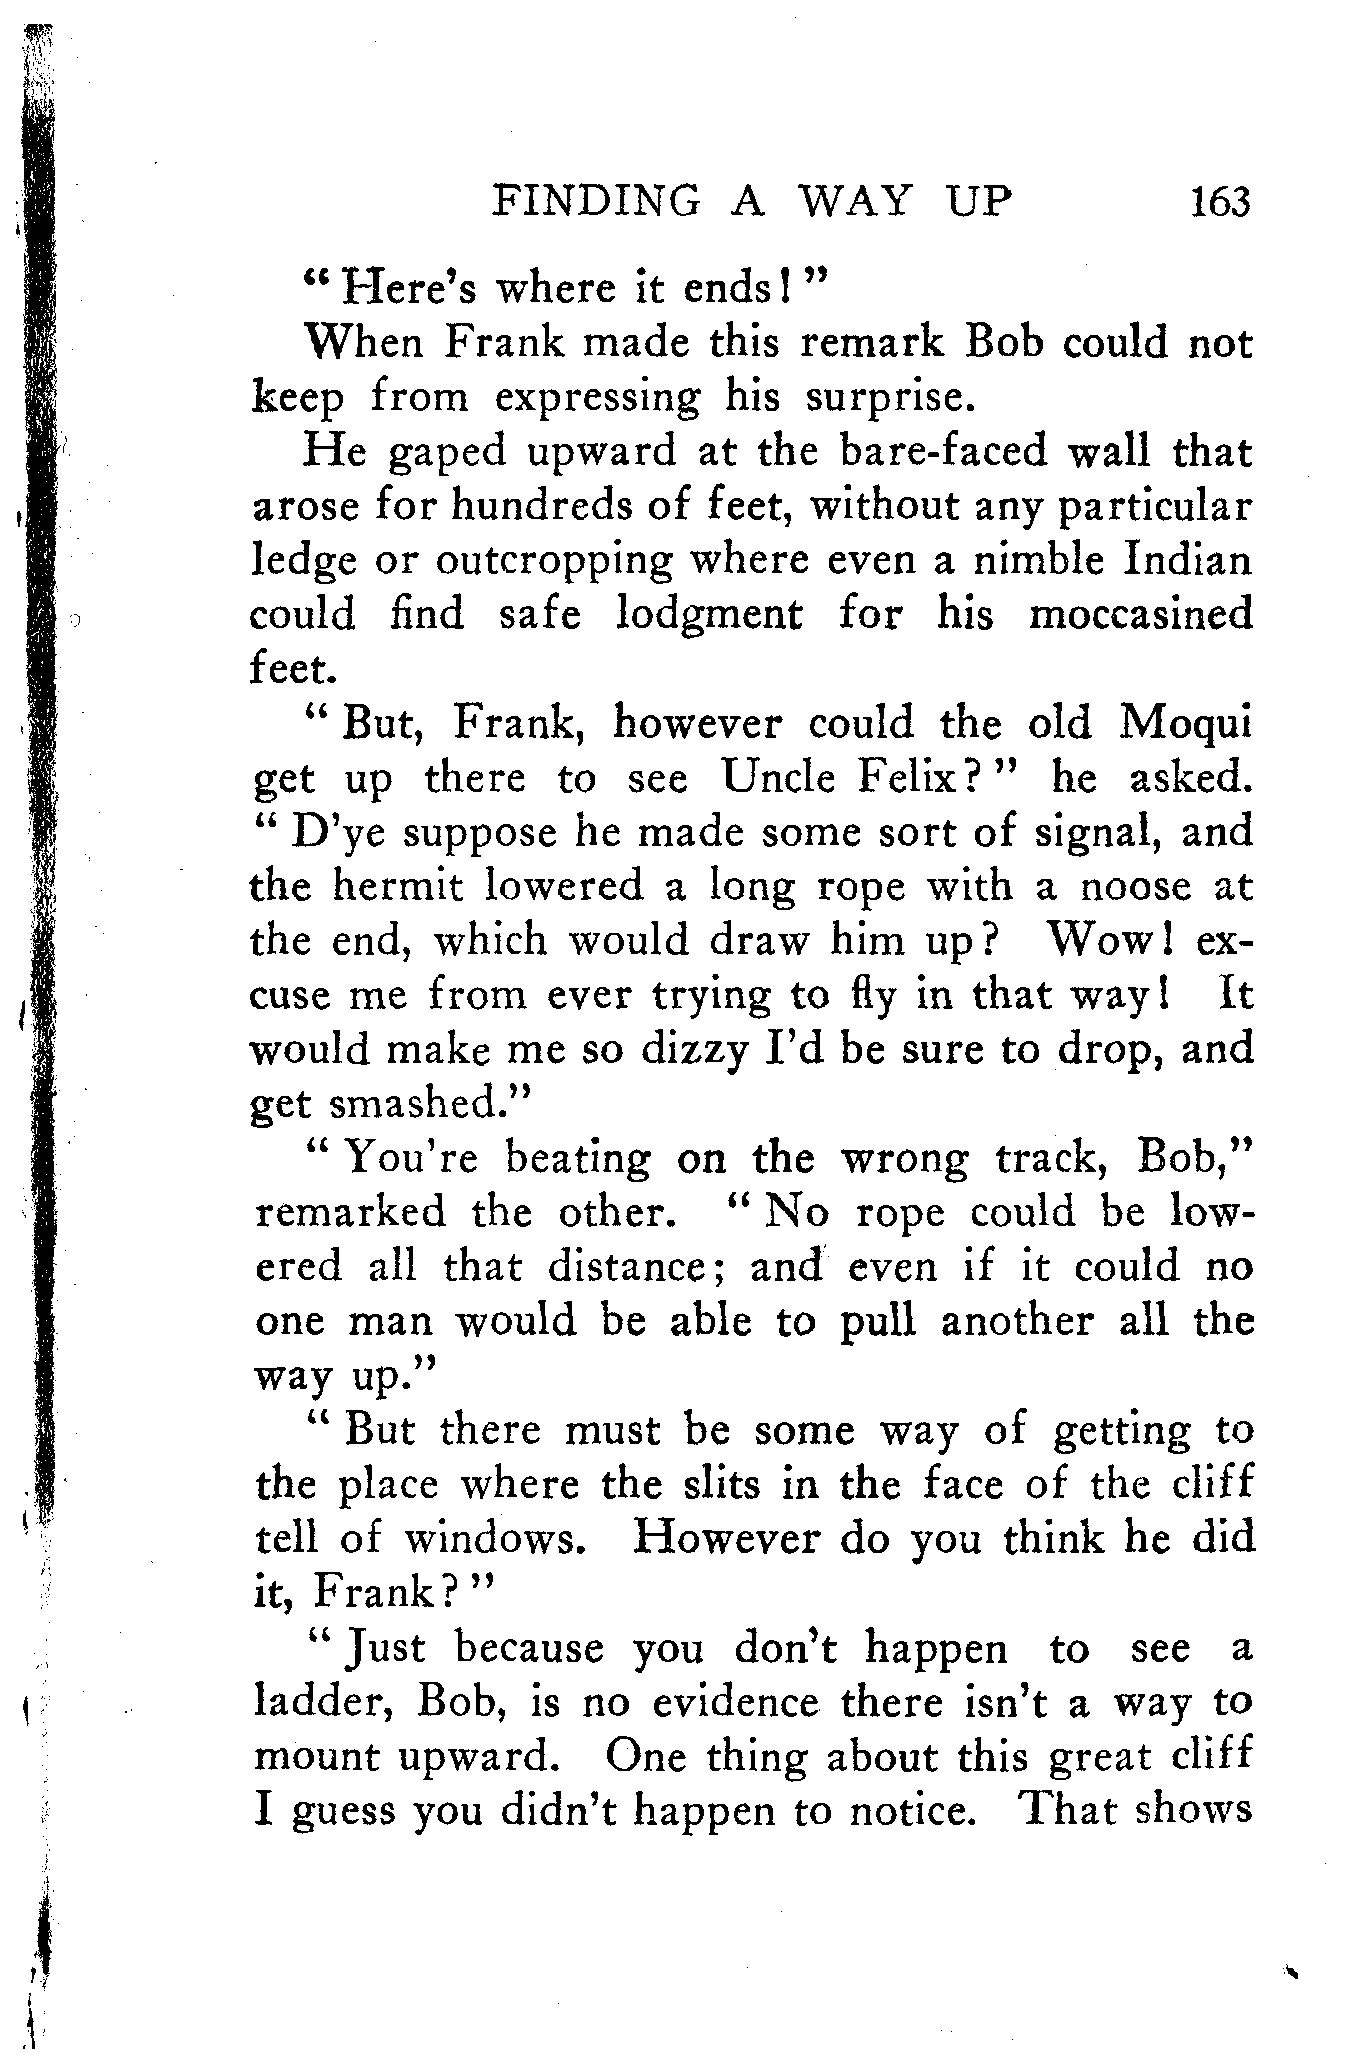 FINDING A WAY UP 163
“ Here’s where it ends! ”
When Frank made this remark Bob could not
keep from expressing his surprise.
He gaped upward at the bare-faced wall that
arose for hundreds of feet, without any particular
ledge or outcropping where even a nimble Indian
could find safe lodgment for his moccasined
feet.
“ But, Frank, however could the old Moqui
get up there to see Uncle Felix? ” he asked.
“ D’ye suppose he made some sort of signal, and
the hermit lowered a long rope with a noose at
the end, which would draw him up? Wow! ex-
cuse me from ever trying to fly in that way! It
would make me so dizzy I’d be sure to drop, and
get smashed.”
“ You’re beating on the wrong track, Bob,”
remarked the other. “ No rope could be low-
ered all that distance; and even if it could no
one man would be able to pull another all the
way up.”
“ But there must be some way of getting to
the place where the slits in the face of the cliff
tell of windows. However do you think he did
it, Frank? ”
“ Just because you don’t happen to see a
ladder, Bob, is no evidence there isn’t a way to
mount upward. One thing about this great cliff
I guess you didn’t happen to notice. That shows